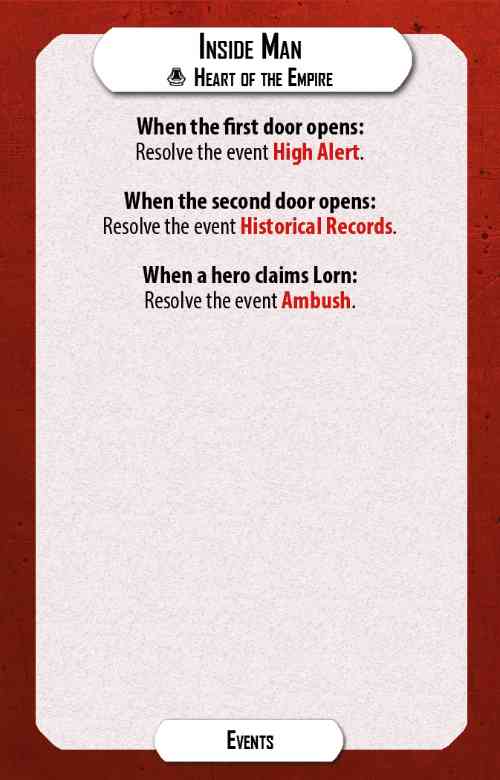 Inside Man
Heart of the Empire
When the first door opens:
Resolve the event High Alert.
When the second door opens:
Resolve the event Historical Records.
When a hero claims Lorn:
Resolve the event Ambush.
Events